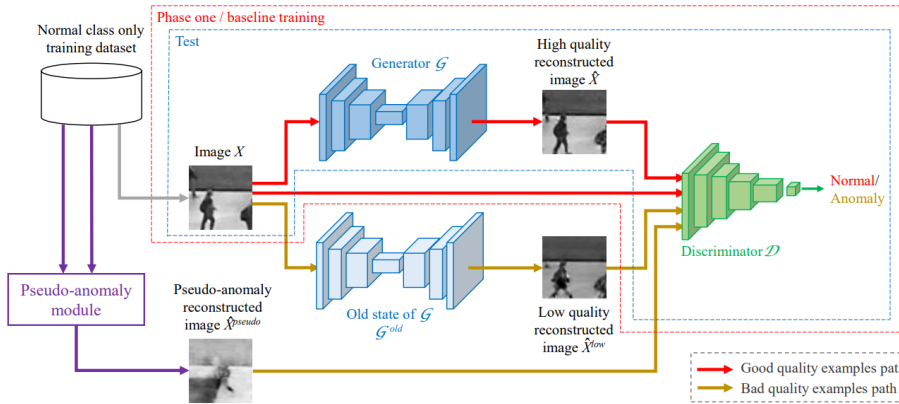 Phase one / baseline training
Normal class only
training dataset
Test
Generator 𝒢
High quality
reconstructed
image X̂
Image X
Normal/
Anomaly
Discriminator 𝒟
Pseudo-anomaly
module
Pseudo-anomaly
reconstructed
image X̂ᵖˢᵉᵘᵈᵒ
Old state of 𝒢
𝒢ᵒˡᵈ
Low quality
reconstructed
image X̂ˡᵒʷ
Good quality examples path
Bad quality examples path